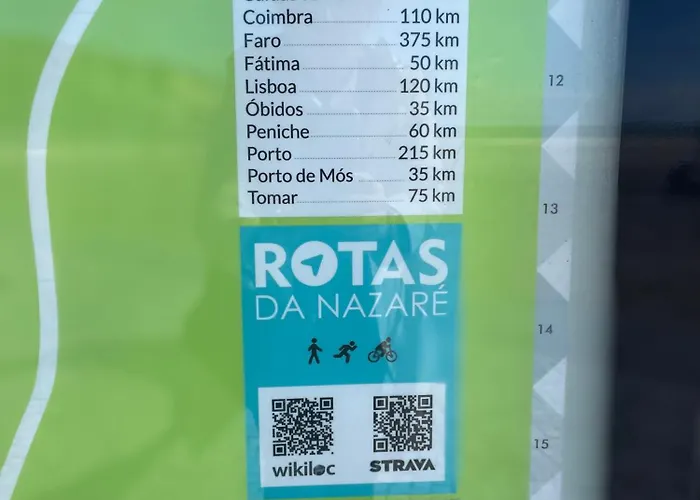 Coimbra 110 km
Faro 375 km
Fátima 50 km
Lisboa 120 km
Óbidos 35 km
Peniche 60 km
Porto 215 km
Porto de Mós 35 km
Tomar 75 km
ROTAS
DA NAZARÉ
wikiloc STRAVA
12
13
14
15